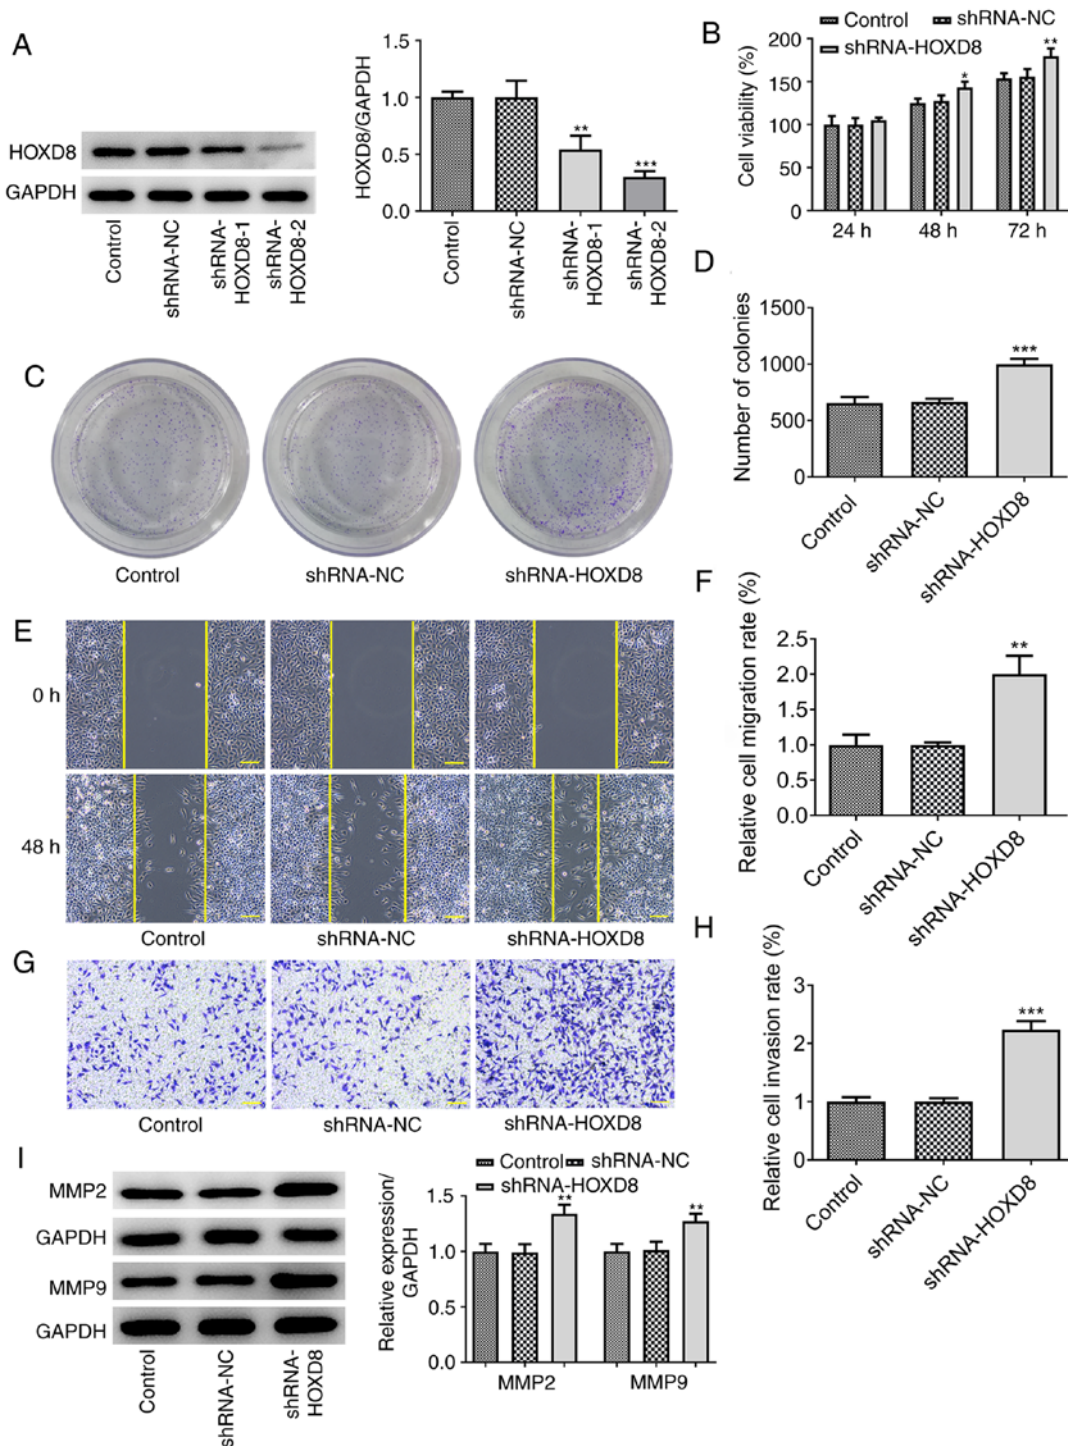 A
HOXD8
GAPDH
Control
shRNA-NC
shRNA-
HOXD8-1
shRNA-
HOXD8-2
HOXD8/GAPDH
1.5
1.0
0.5
0.0
**
***
Control
shRNA-NC
shRNA-
HOXD8-1
shRNA-
HOXD8-2
B
Control
shRNA-NC
shRNA-HOXD8
Cell viability (%)
200
150
100
50
0
*
**
24 h
48 h
72 h
C
Control
shRNA-NC
shRNA-HOXD8
D
Number of colonies
1500
1000
500
0
***
Control
shRNA-NC
shRNA-HOXD8
E
0 h
48 h
Control
shRNA-NC
shRNA-HOXD8
F
Relative cell migration rate (%)
2.5
2.0
1.5
1.0
0.5
0.0
**
Control
shRNA-NC
shRNA-HOXD8
G
Control
shRNA-NC
shRNA-HOXD8
H
Relative cell invasion rate (%)
3
2
1
0
***
Control
shRNA-NC
shRNA-HOXD8
I
MMP2
GAPDH
MMP9
GAPDH
Control
shRNA-NC
shRNA-
HOXD8
Control
shRNA-NC
shRNA-HOXD8
Relative expression/
GAPDH
1.5
1.0
0.5
0.0
**
**
MMP2
MMP9